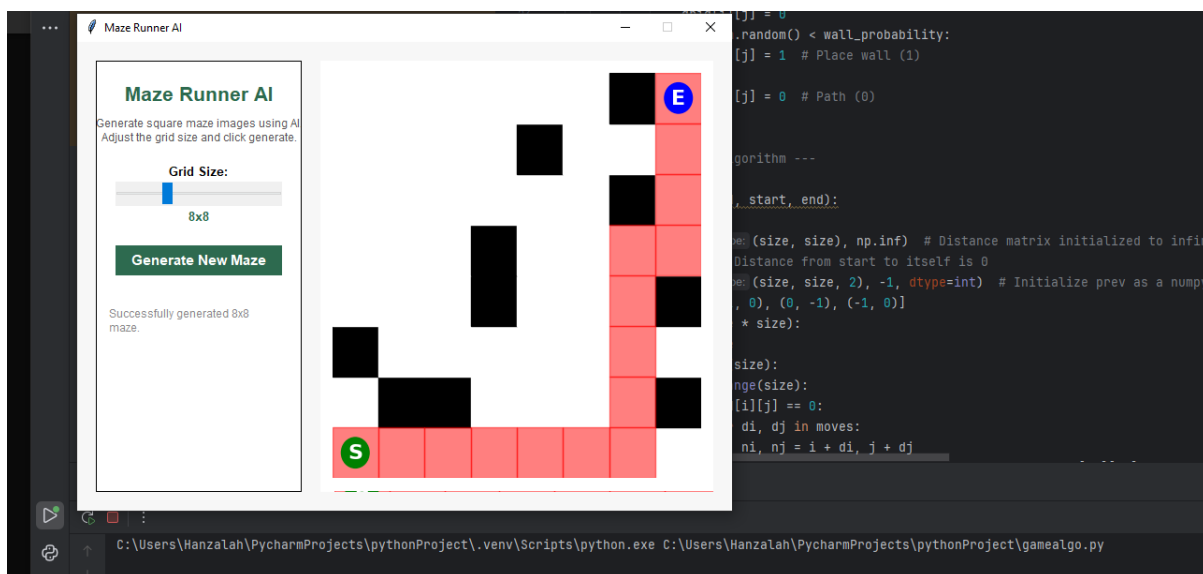 Maze Runner AI
Maze Runner AI
Generate square maze images using AI
Adjust the grid size and click generate.
Grid Size:
8x8
Generate New Maze
Successfully generated 8x8
maze.
E
S
[j] = 0
.random() < wall_probability:
[j] = 1 # Place wall (1)
[j] = 0 # Path (0)
gorithm ---
, start, end):
pe: (size, size), np.inf) # Distance matrix initialized to infi
Distance from start to itself is 0
pe: (size, size, 2), -1, dtype=int) # Initialize prev as a nump
, 0), (0, -1), (-1, 0)]
* size):
size):
nge(size):
[i][j] == 0:
di, dj in moves:
ni, nj = i + di, j + dj
C:\Users\Hanzalah\PycharmProjects\pythonProject\.venv\Scripts\python.exe C:\Users\Hanzalah\PycharmProjects\pythonProject\gamealgo.py